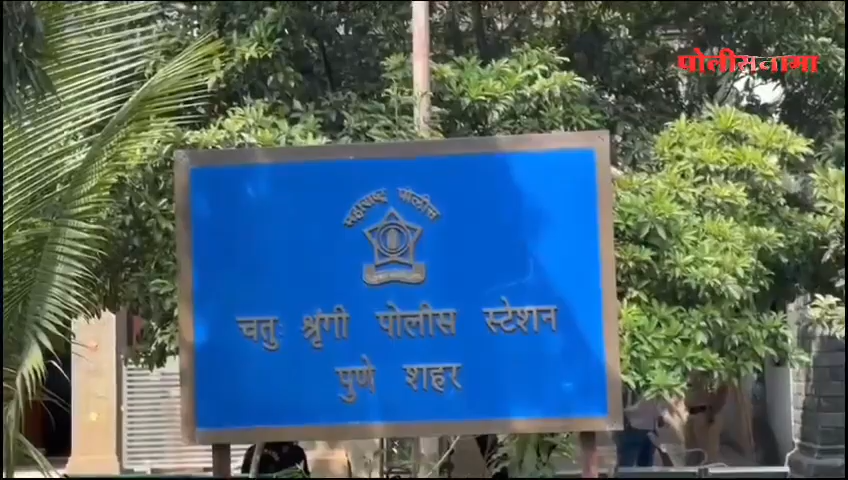 पोलीसनामा
महाराष्ट्र पोलीस
चतुः श्रृंगी पोलीस स्टेशन
पुणे शहर